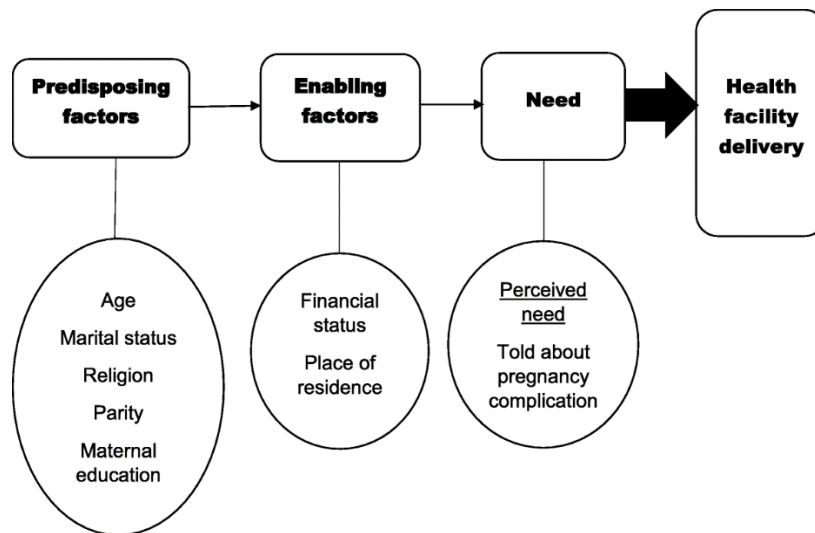 Predisposing
factors
Enabling
factors
Need
Health
facility
delivery
Age
Marital status
Religion
Parity
Maternal
education
Financial
status
Place of
residence
Perceived
need
Told about
pregnancy
complication